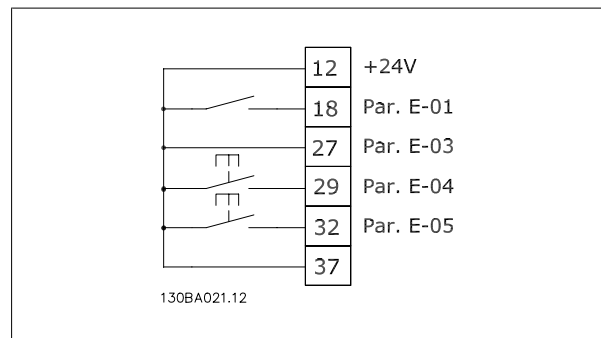 12 +24V
18 Par. E-01
27 Par. E-03
29 Par. E-04
32 Par. E-05
37
130BA021.12